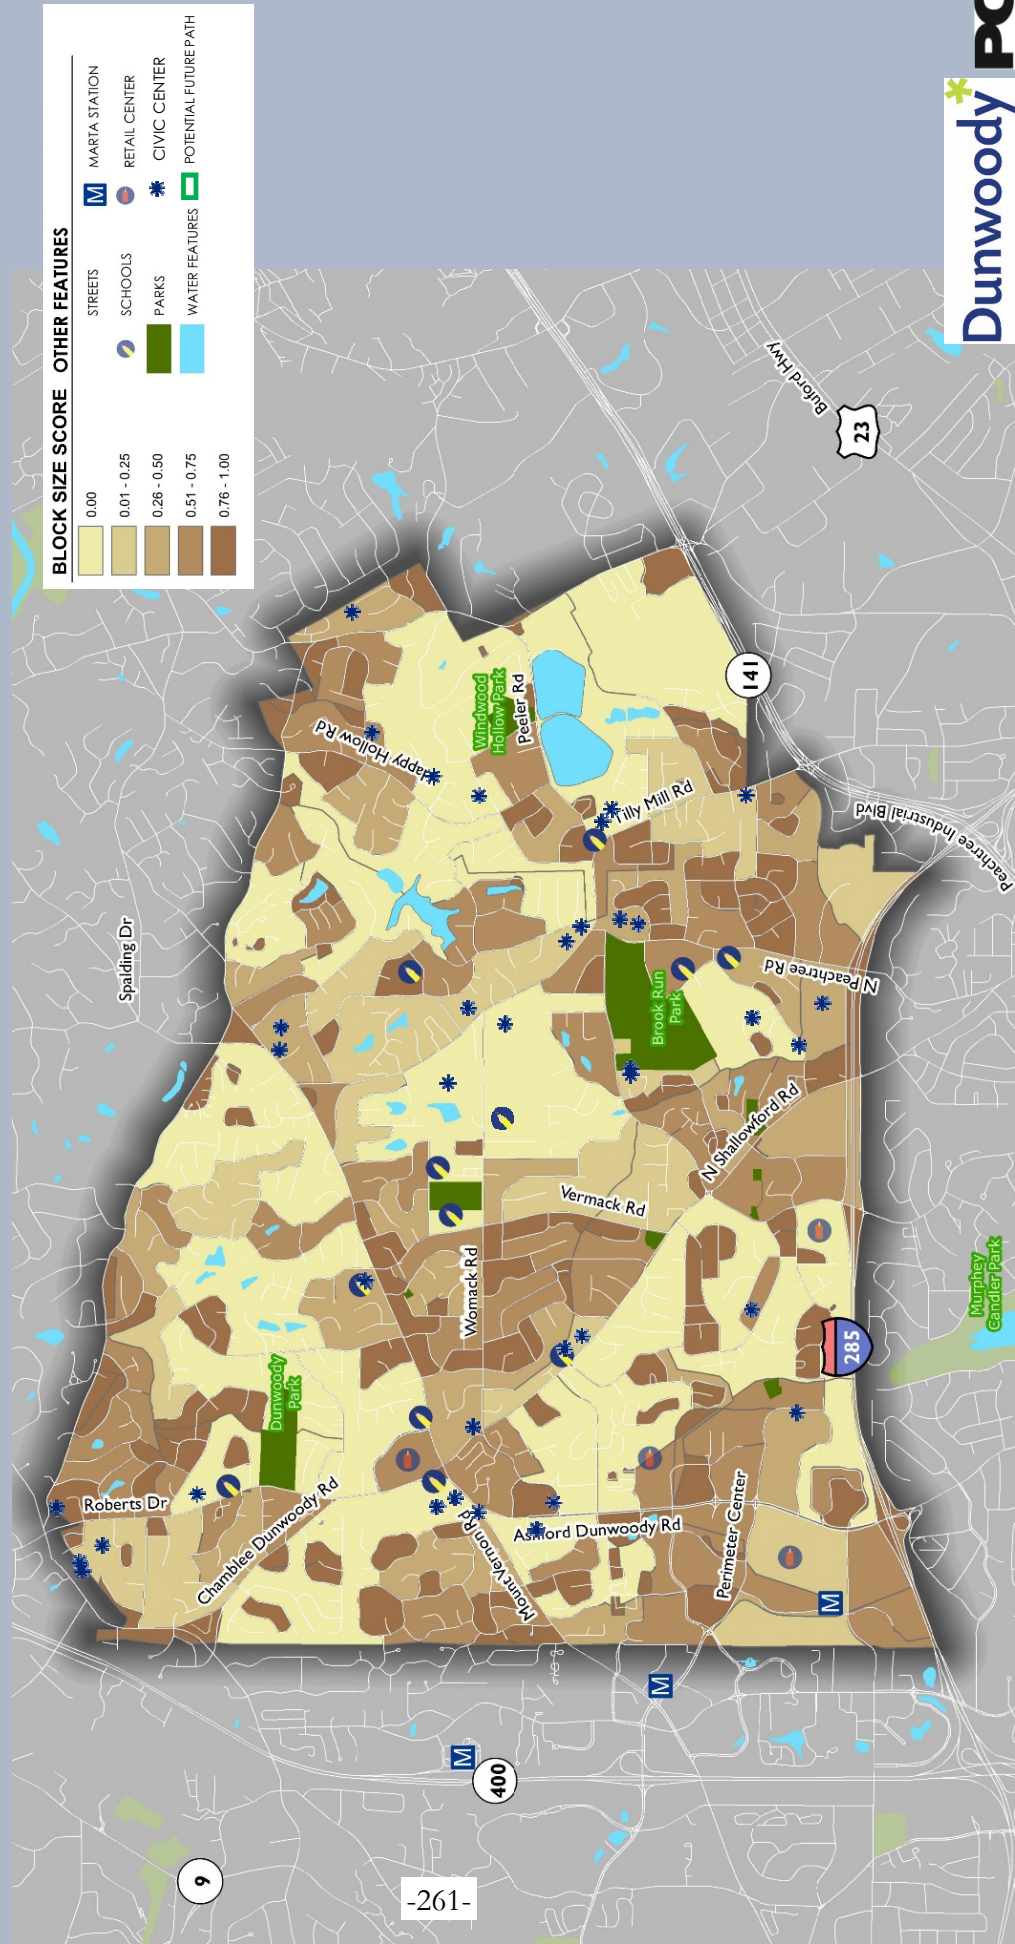 BLOCK SIZE SCORE
0.00
0.01 - 0.25
0.26 - 0.50
0.51 - 0.75
0.76 - 1.00
OTHER FEATURES
STREETS
SCHOOLS
PARKS
WATER FEATURES
MARTA STATION
M
RETAIL CENTER
CIVIC CENTER
POTENTIAL FUTURE PATH
Dunwoody
Spalding Dr
Roberts Dr
Dunwoody
Park
Chamblee Dunwoody Rd
Happy Hollow Rd
Windwood
Hollow Park
Peeler Rd
Tilly Mill Rd
Womack Rd
Vermack Rd
Mount Vernon Rd
Ashford Dunwoody Rd
Brook Run
Park
N Peachtree Rd
N Shallowford Rd
Perimeter Center
Peachtree Industrial Blvd
Buford Hwy
Murphey
Candler Park
9
400
M
M
M
285
141
23
-261-